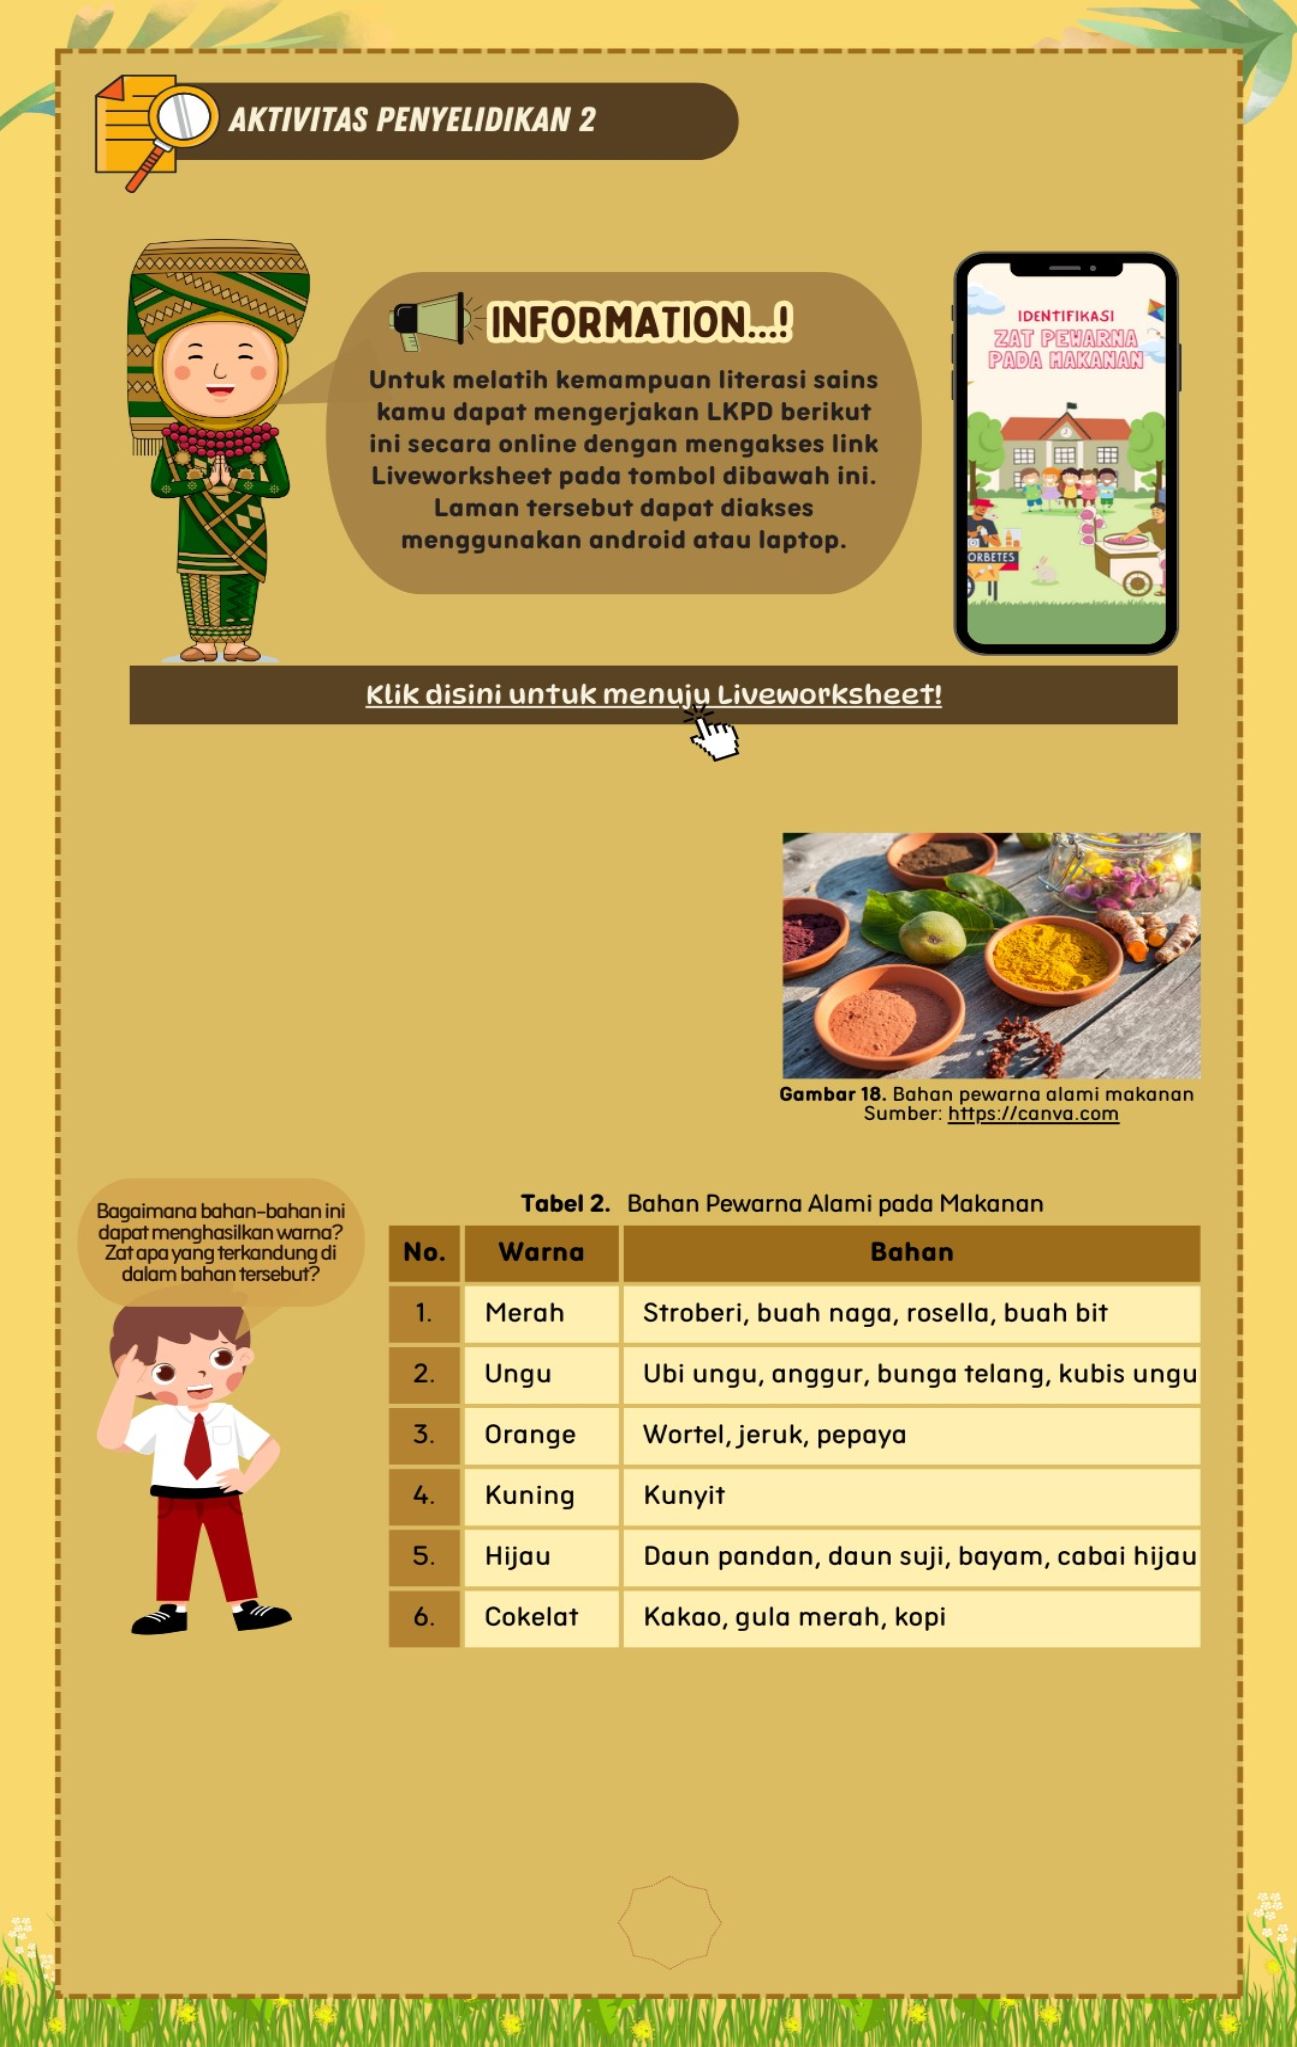 AKTIVITAS PENYELIDIKAN 2
INFORMATION...!
Untuk melatih kemampuan literasi sains
kamu dapat mengerjakan LKPD berikut
ini secara online dengan mengakses link
Liveworksheet pada tombol dibawah ini.
Laman tersebut dapat diakses
menggunakan android atau laptop.
IDENTIFIKASI
ZAT PEWARNA
PADA MAKANAN
ORBETES
Klik disini untuk menuju Liveworksheet!
Gambar 18. Bahan pewarna alami makanan
Sumber: https://canva.com
Bagaimana bahan-bahan ini
dapat menghasilkan warna?
Zat apa yang terkandung di
dalam bahan tersebut?
Tabel 2. Bahan Pewarna Alami pada Makanan
No. Warna Bahan
1. Merah Stroberi, buah naga, rosella, buah bit
2. Ungu Ubi ungu, anggur, bunga telang, kubis ungu
3. Orange Wortel, jeruk, pepaya
4. Kuning Kunyit
5. Hijau Daun pandan, daun suji, bayam, cabai hijau
6. Cokelat Kakao, gula merah, kopi